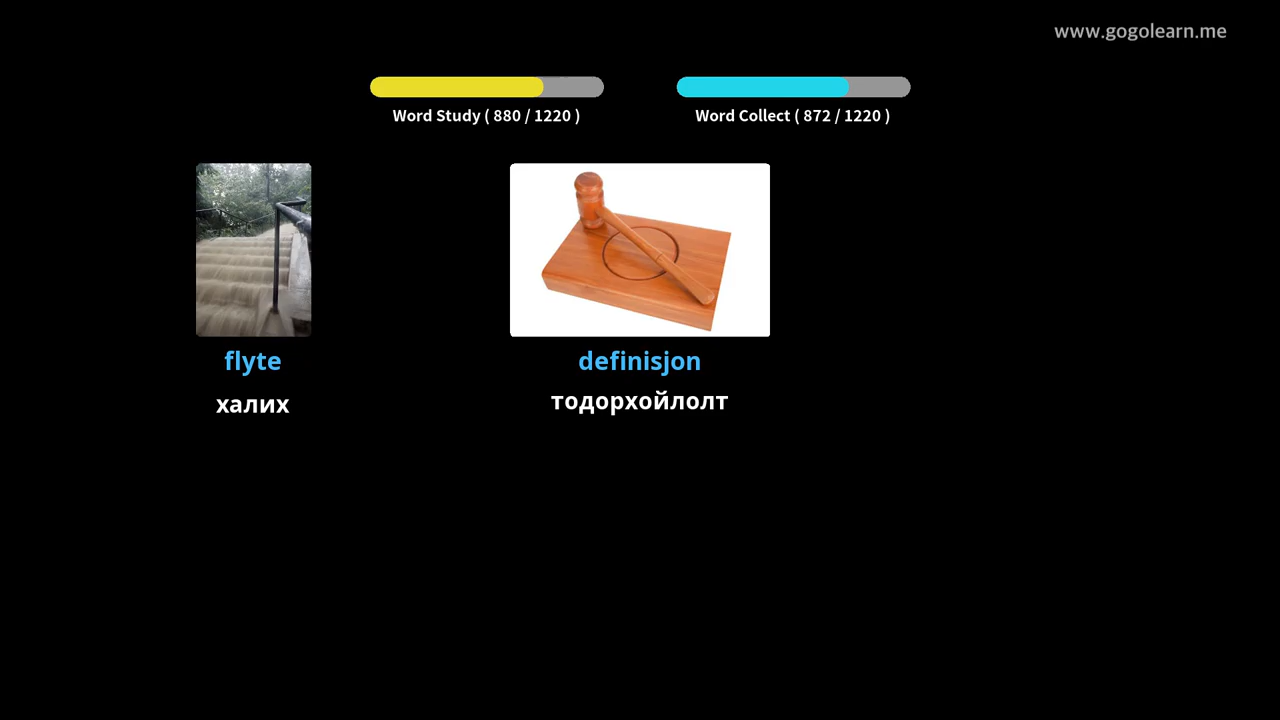 www.gogolearn.me
Word Study ( 880 / 1220 )
Word Collect ( 872 / 1220 )
flyte
definisjon
халих
тодорхойлолт